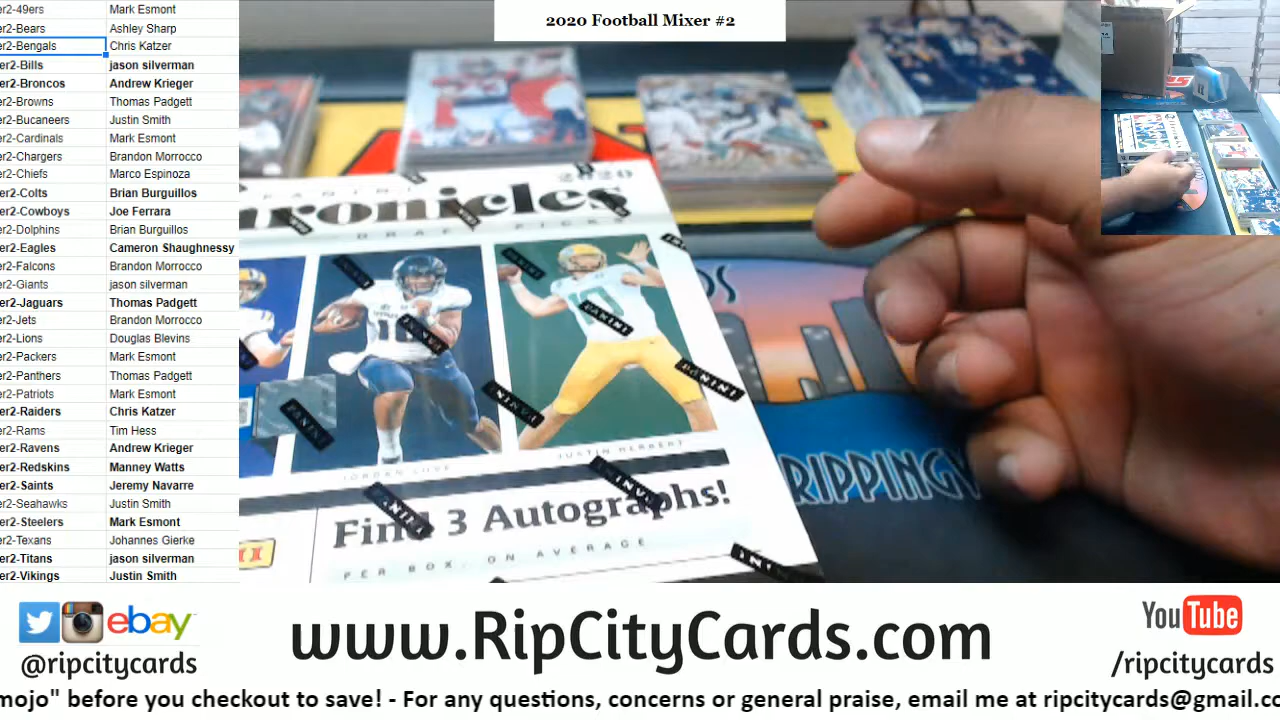 2020 Football Mixer #2
er2-49ers Mark Esmont
er2-Bears Ashley Sharp
er2-Bengals Chris Katzer
er2-Bills jason silverman
er2-Broncos Andrew Krieger
er2-Browns Thomas Padgett
er2-Bucaneers Justin Smith
er2-Cardinals Mark Esmont
er2-Chargers Brandon Morrocco
er2-Chiefs Marco Espinoza
er2-Colts Brian Burguillos
er2-Cowboys Joe Ferrara
er2-Dolphins Brian Burguillos
er2-Eagles Cameron Shaughnessy
er2-Falcons Brandon Morrocco
er2-Giants jason silverman
er2-Jaguars Thomas Padgett
er2-Jets Brandon Morrocco
er2-Lions Douglas Blevins
er2-Packers Mark Esmont
er2-Panthers Thomas Padgett
er2-Patriots Mark Esmont
er2-Raiders Chris Katzer
er2-Rams Tim Hess
er2-Ravens Andrew Krieger
er2-Redskins Manney Watts
er2-Saints Jeremy Navarre
er2-Seahawks Justin Smith
er2-Steelers Mark Esmont
er2-Texans Johannes Gierke
er2-Titans jason silverman
er2-Vikings Justin Smith
PANINI 2020
hronicles
DRAFT PICKS
JORDAN LOVE
JUSTIN HERBERT
Find 3 Autographs!
PER BOX, ON AVERAGE
RIPPING
ebay
@ripcitycards
www.RipCityCards.com
YouTube
/ripcitycards
mojo" before you checkout to save! - For any questions, concerns or general praise, email me at ripcitycards@gmail.co